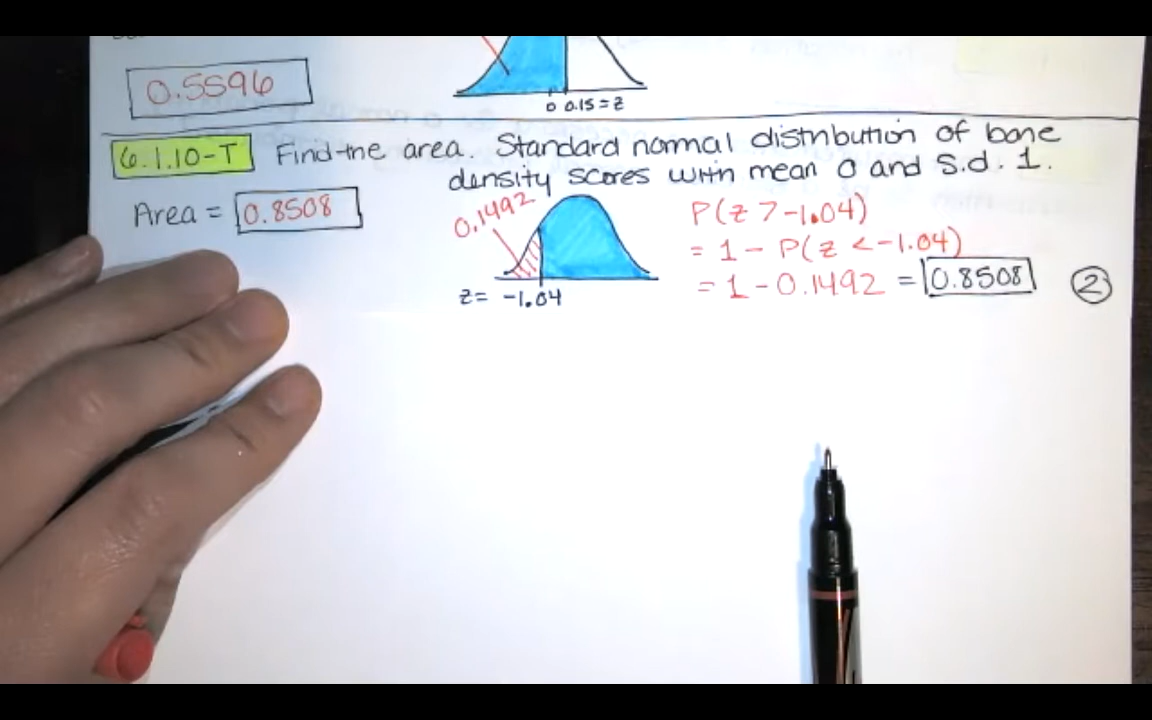 0.5596
0 0.15 = z
6.1.10-T Find the area. Standard normal distribution of bone
density scores with mean 0 and s.d. 1.
Area = 0.8508
0.1492
z = -1.04
P(z > -1.04)
= 1 - P(z < -1.04)
= 1 - 0.1492 = 0.8508
2